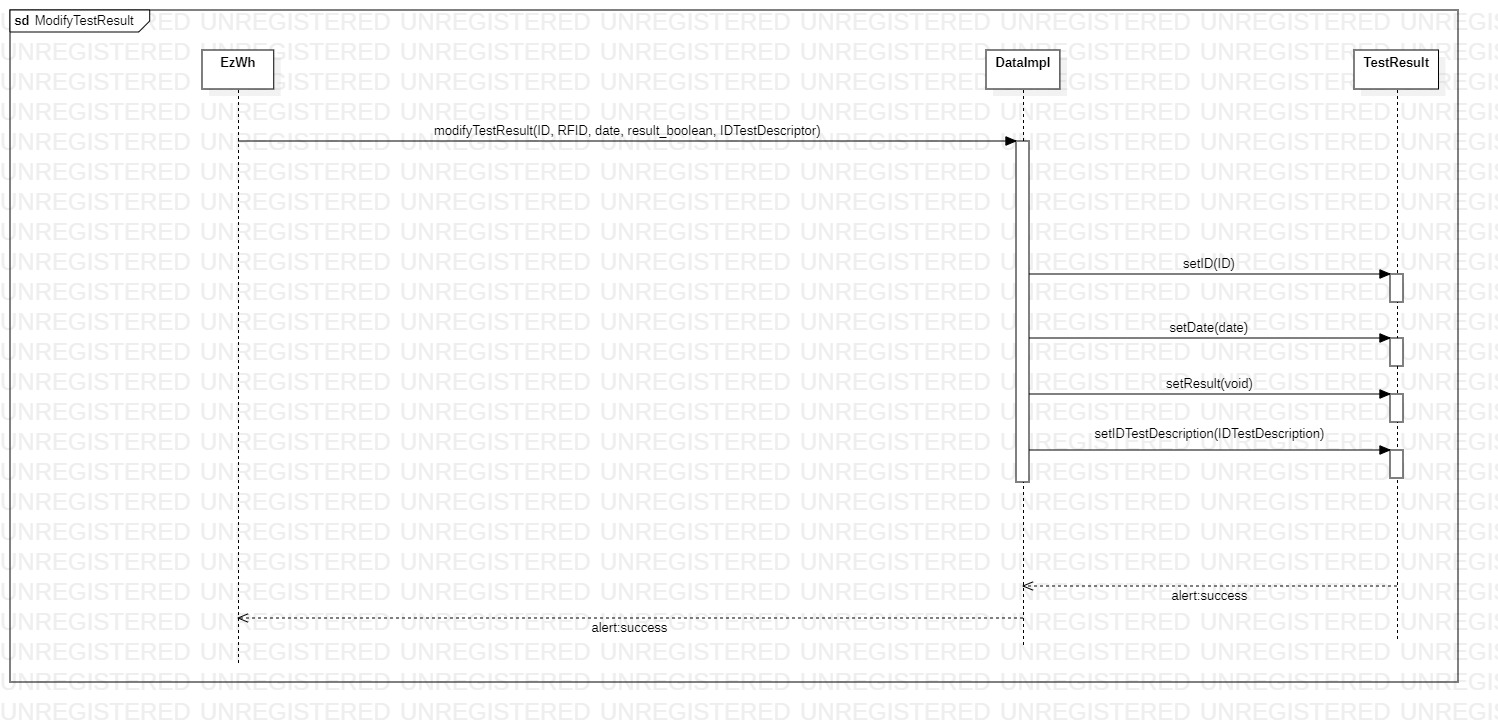 sd ModifyTestResult
EzWh
DataImpl
TestResult
modifyTestResult(ID, RFID, date, result_boolean, IDTestDescriptor)
setID(ID)
setDate(date)
setResult(void)
setIDTestDescription(IDTestDescription)
alert:success
alert:success
UNREGISTERED